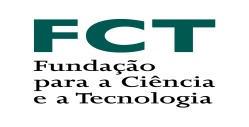 FCT
Fundação
para a Ciência
e a Tecnologia